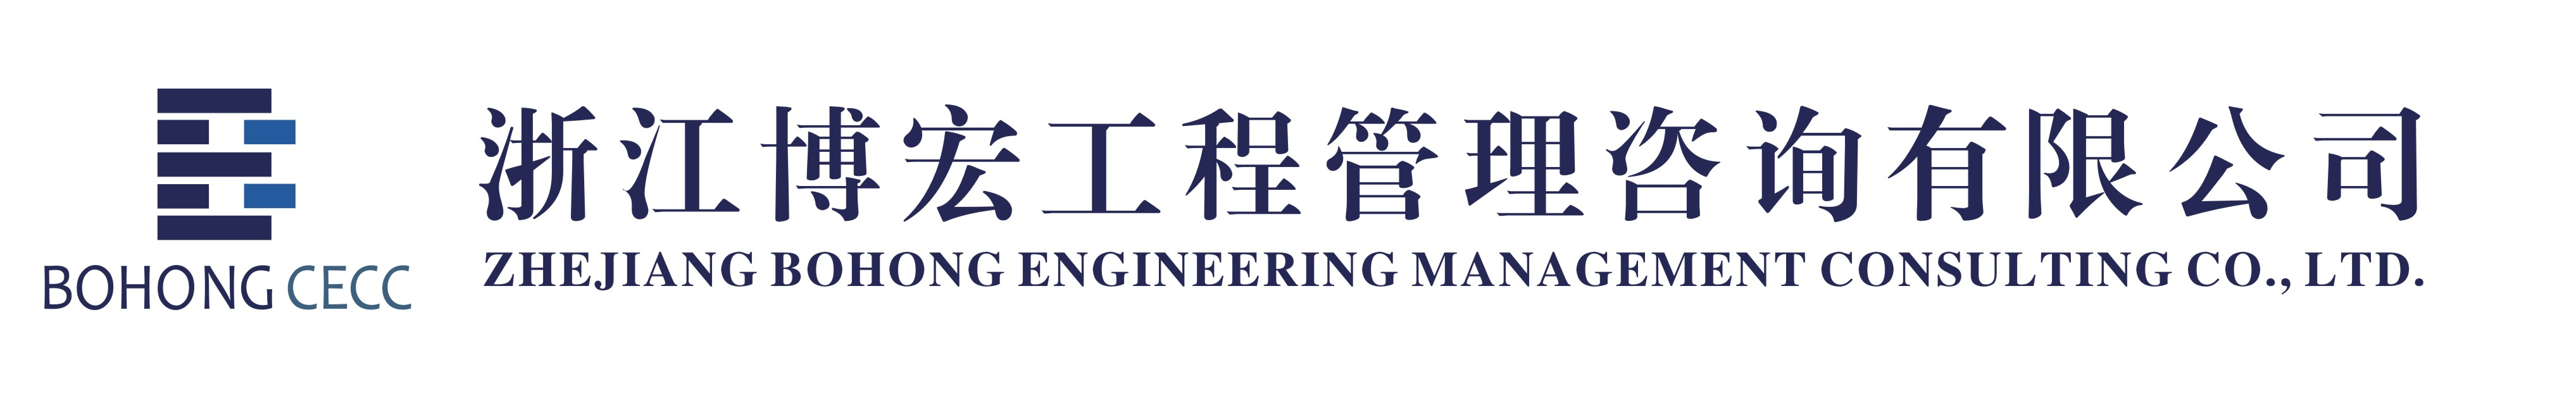 浙江博宏工程管理咨询有限公司
ZHEJIANG BOHONG ENGINEERING MANAGEMENT CONSULTING CO., LTD.
BOHONG CECC